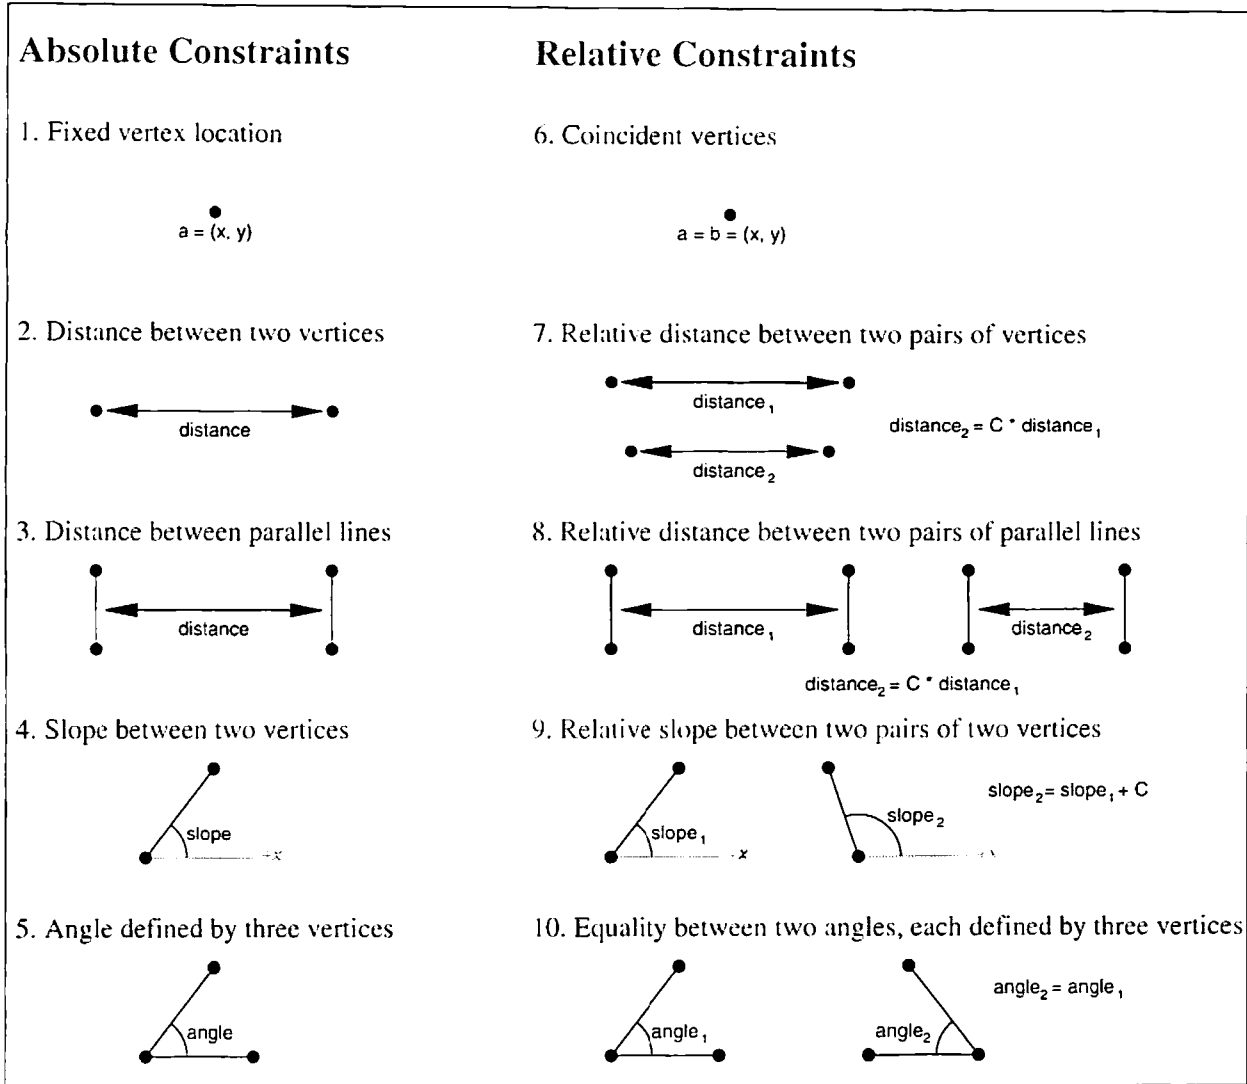 Absolute Constraints
Relative Constraints
1. Fixed vertex location
6. Coincident vertices
a = (x, y)
a = b = (x, y)
2. Distance between two vertices
7. Relative distance between two pairs of vertices
distance
distance₁
distance₂ = C * distance₁
distance₂
3. Distance between parallel lines
8. Relative distance between two pairs of parallel lines
distance
distance₁
distance₂
distance₂ = C * distance₁
4. Slope between two vertices
9. Relative slope between two pairs of two vertices
slope
x
slope₁
x
slope₂
slope₂= slope₁ + C
5. Angle defined by three vertices
10. Equality between two angles, each defined by three vertices
angle
angle₁
angle₂
angle₂ = angle₁